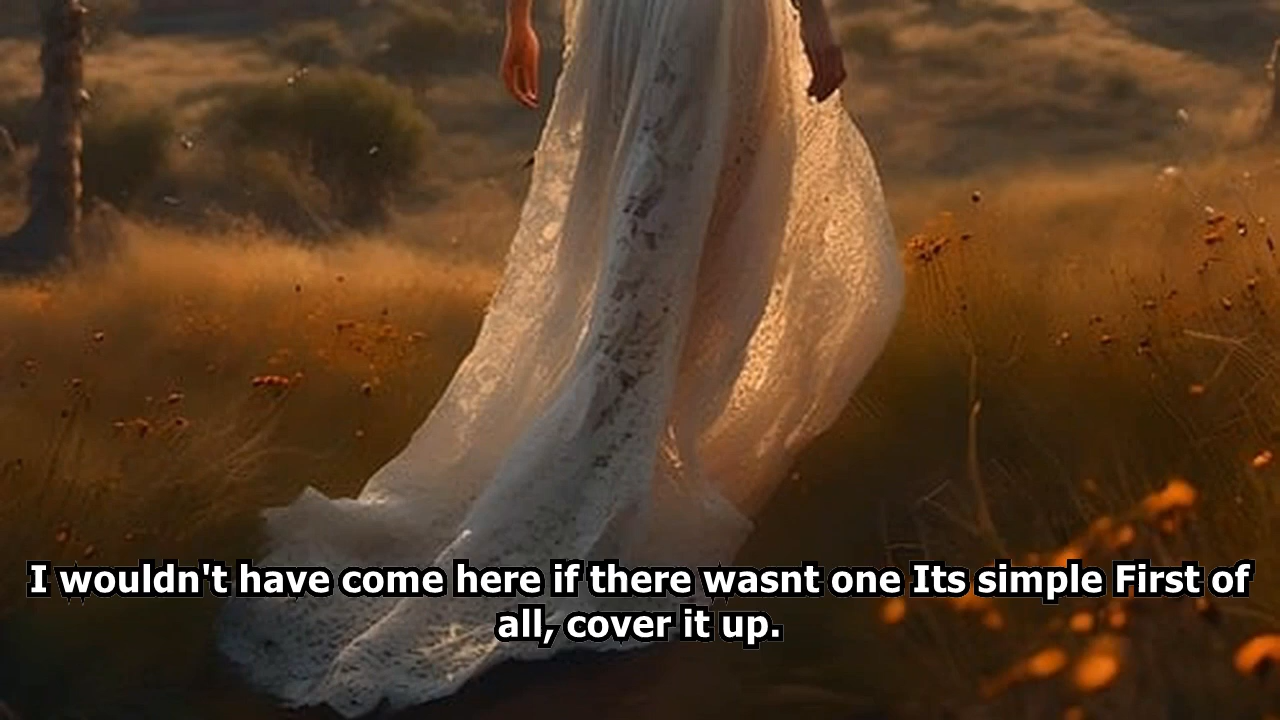 I wouldn't have come here if there wasnt one Its simple First of
all, cover it up.